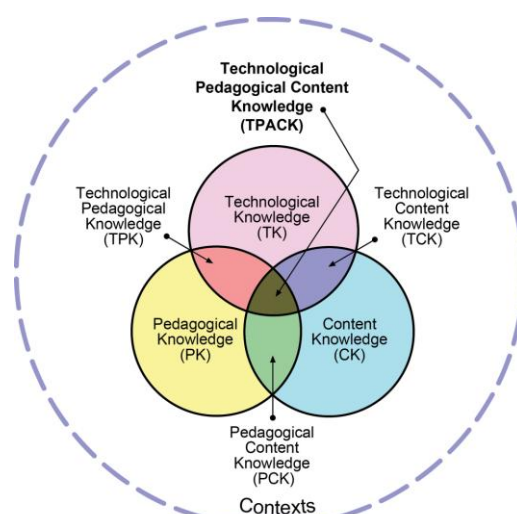 Technological
Pedagogical Content
Knowledge
(TPACK)
Technological
Pedagogical
Knowledge
(TPK)
Technological
Knowledge
(TK)
Technological
Content
Knowledge
(TCK)
Pedagogical
Knowledge
(PK)
Content
Knowledge
(CK)
Pedagogical
Content
Knowledge
(PCK)
Contexts